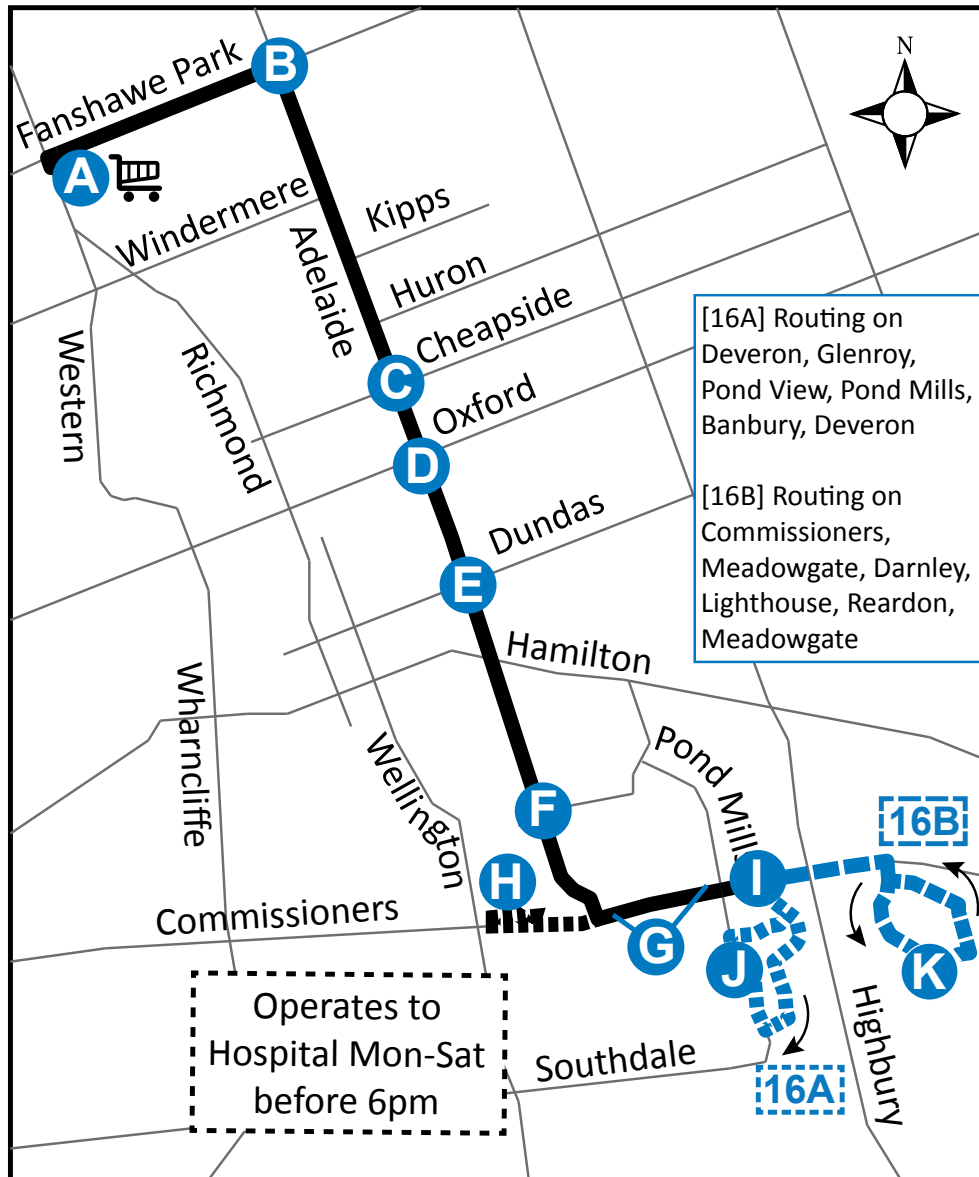 N
B
Fanshawe Park
A
Windermere
Kipps
Adelaide
Huron
Cheapside
C
Western
Richmond
Oxford
D
[16A] Routing on
Deveron, Glenroy,
Pond View, Pond Mills,
Banbury, Deveron
[16B] Routing on
Commissioners,
Meadowgate, Darnley,
Lighthouse, Reardon,
Meadowgate
Dundas
E
Hamilton
Wharncliffe
Wellington
Pond Mills
F
16B
H
I
Commissioners
G
J
K
Operates to
Hospital Mon-Sat
before 6pm
Southdale
16A
Highbury